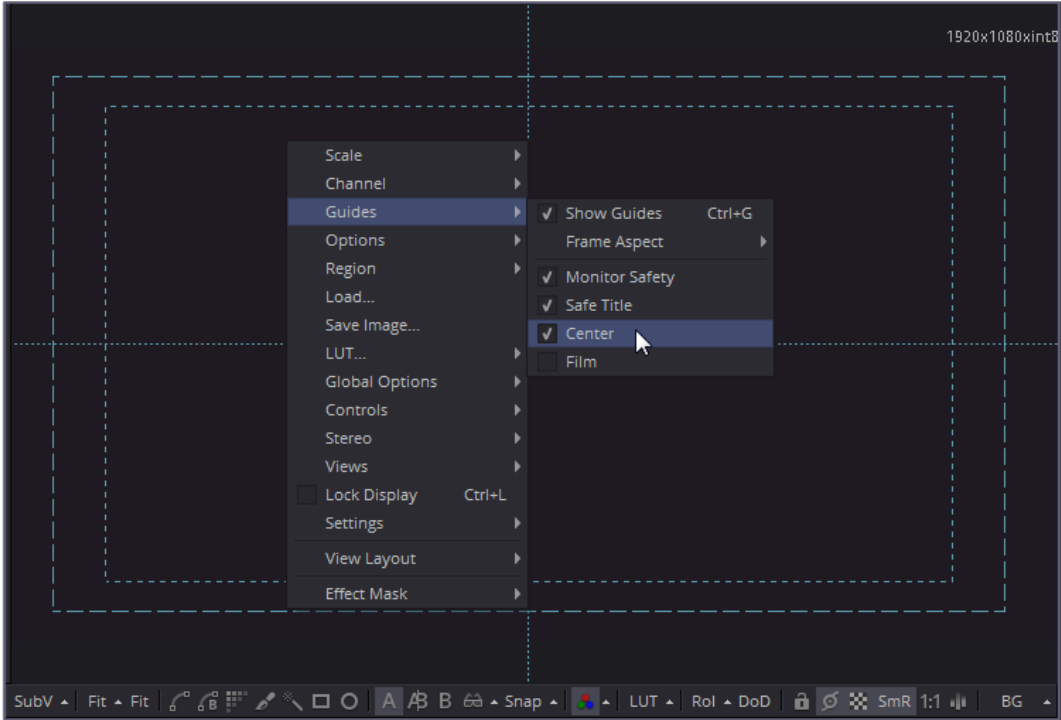 1920x1080xint8
Scale
Channel
Guides
Options
Region
Load...
Save Image...
LUT...
Global Options
Controls
Stereo
Views
Lock Display Ctrl+L
Settings
View Layout
Effect Mask
Show Guides Ctrl+G
Frame Aspect
Monitor Safety
Safe Title
Center
Film
SubV Fit Fit B A A/B B Snap LUT RoI DoD SmR 1:1 BG